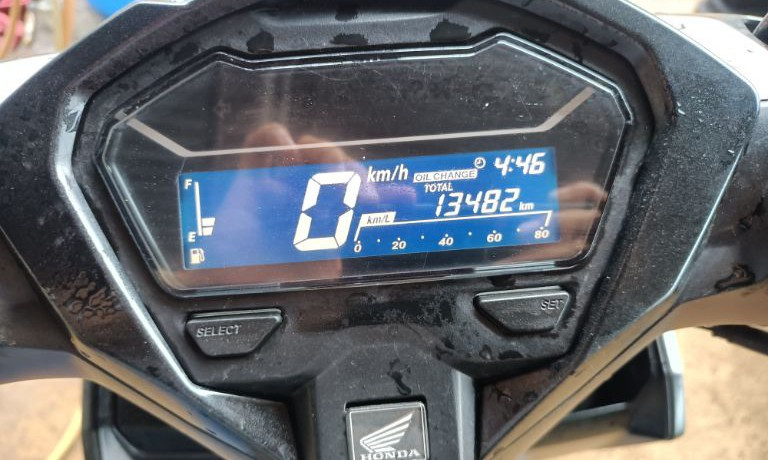 F
E
0 km/h
OIL CHANGE 4:46
TOTAL
13482 km
km/L
0 20 40 60 80
SELECT
SET
HONDA